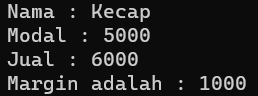 Nama : Kecap
Modal : 5000
Jual : 6000
Margin adalah : 1000